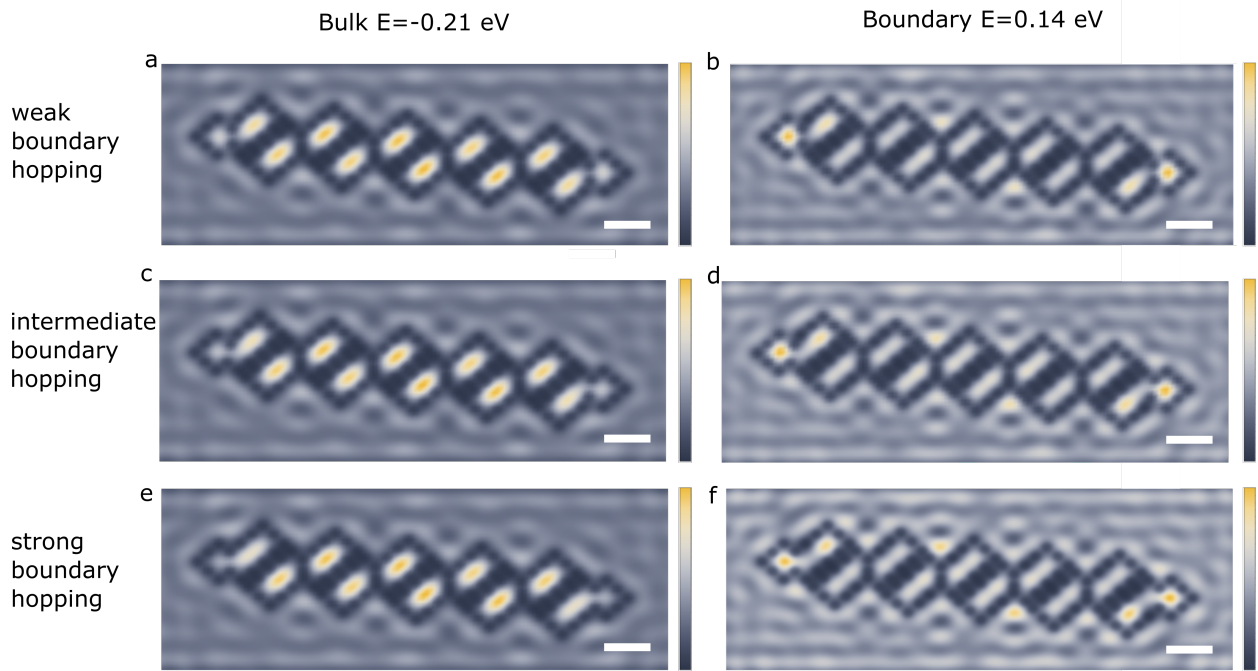 Bulk E=-0.21 eV
Boundary E=0.14 eV
a
b
weak
boundary
hopping
c
d
intermediate
boundary
hopping
e
f
strong
boundary
hopping